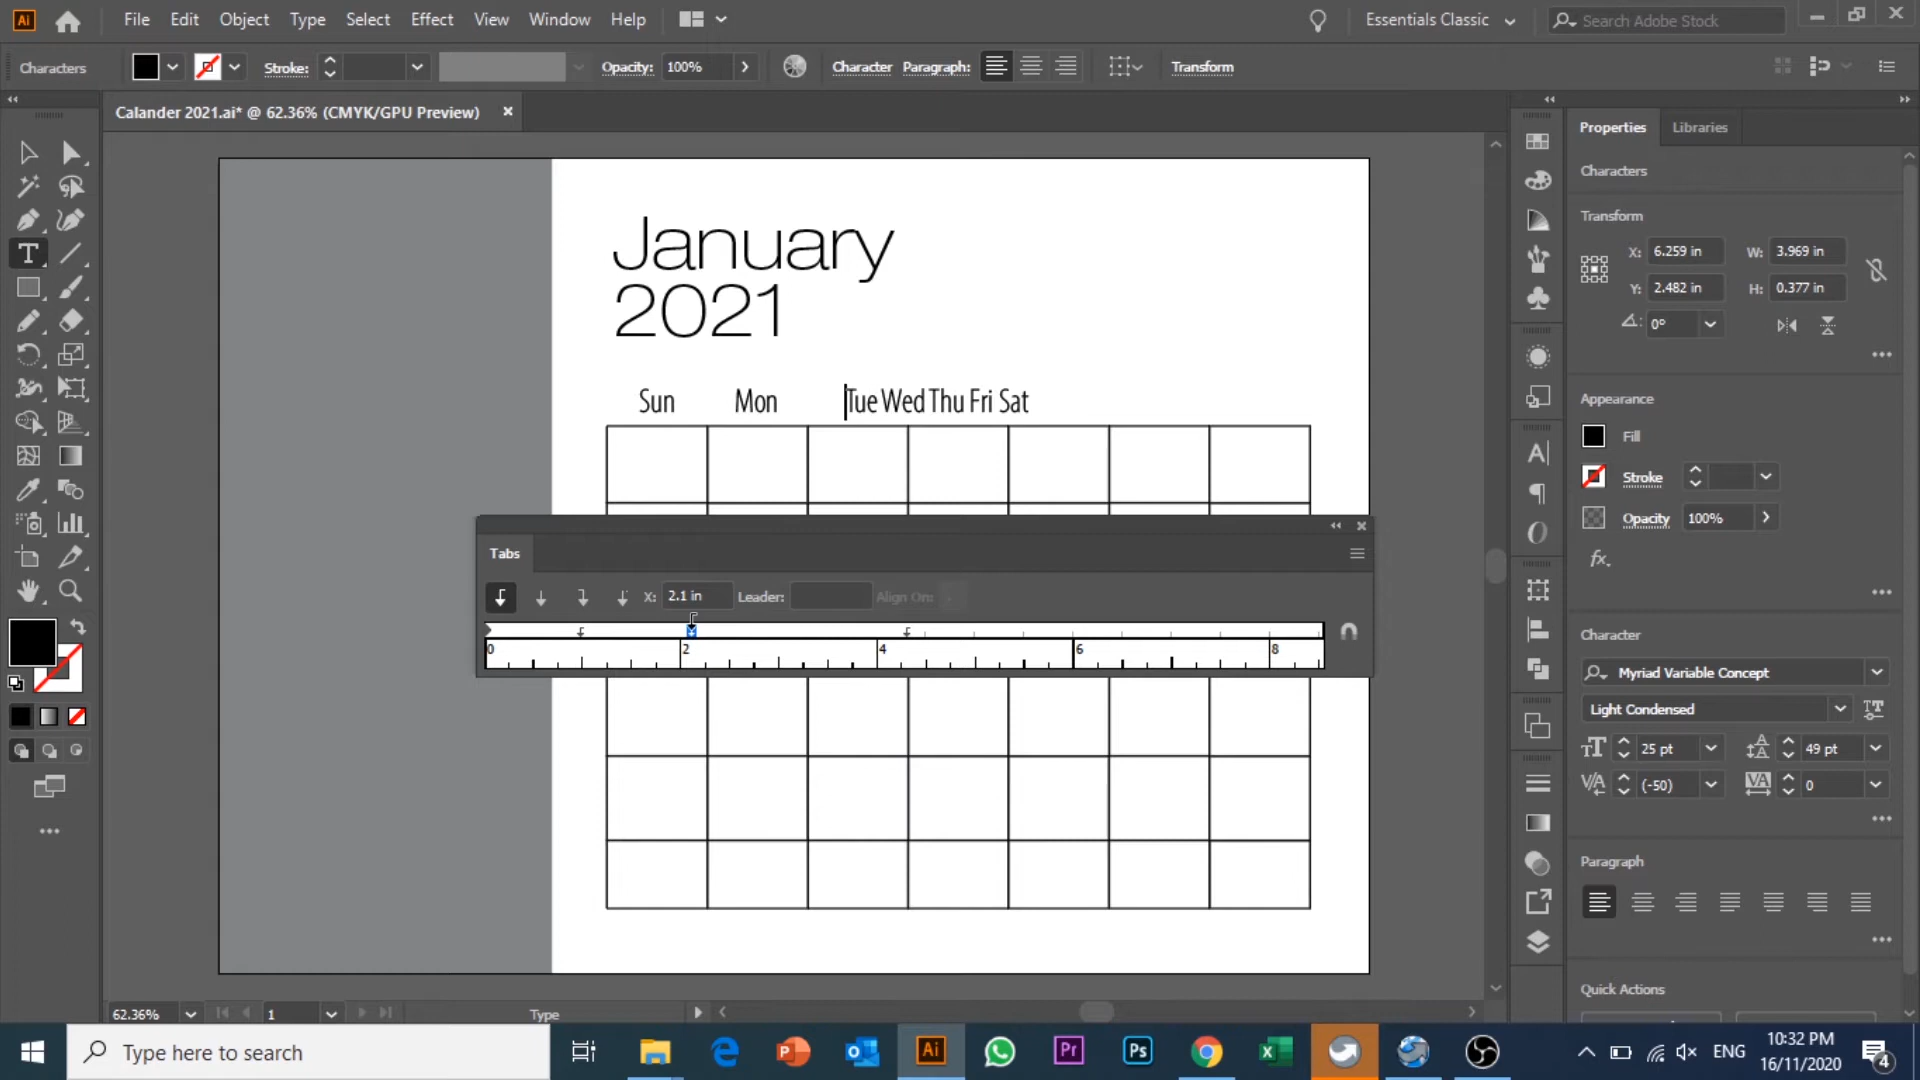 Ai File Edit Object Type Select Effect View Window Help Essentials Classic Search Adobe Stock
Characters Stroke: Opacity: 100% Character Paragraph: Transform
Calander 2021.ai* @ 62.36% (CMYK/GPU Preview)
Properties Libraries
Characters
Transform
X: 6.259 in W: 3.969 in
Y: 2.482 in H: 0.377 in
0°
January
2021
Sun Mon Tue Wed Thu Fri Sat
Appearance
Fill
Stroke
Opacity 100%
fx.
Tabs
X: 2.1 in Leader: Align On:
0 2 4 6 8
Character
Myriad Variable Concept
Light Condensed
25 pt 49 pt
(-50) 0
Paragraph
Quick Actions
62.36% 1 Type
Type here to search
Ai Pr Ps
ENG
10:32 PM
16/11/2020
4